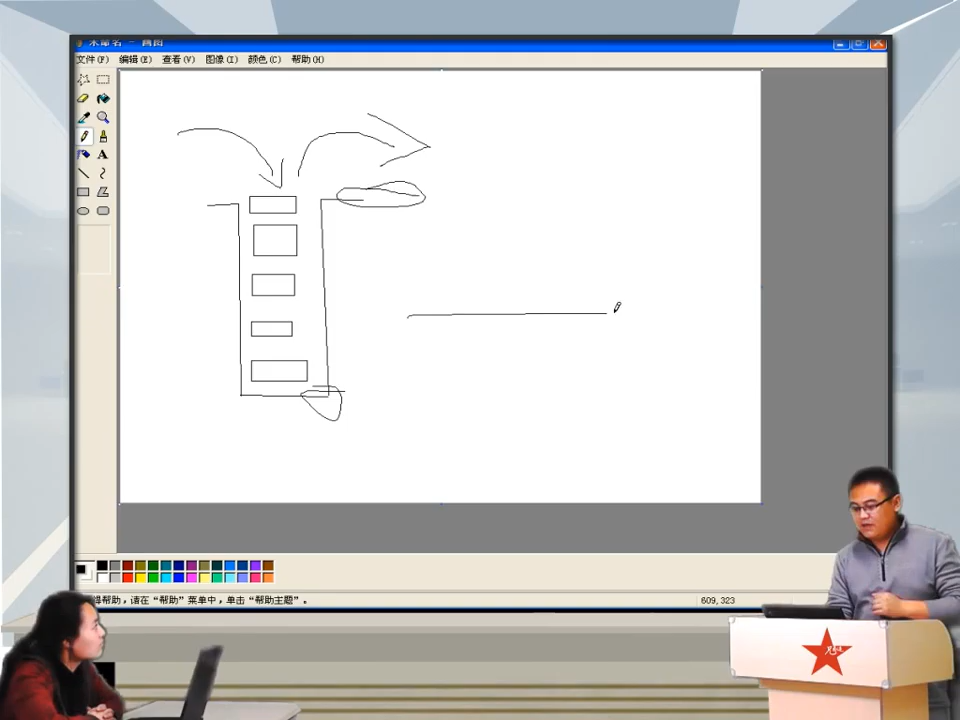 未命名 - 画图
文件(F) 编辑(E) 查看(V) 图像(I) 颜色(C) 帮助(H)
A
得帮助，请在“帮助”菜单中，单击“帮助主题”。
609,323